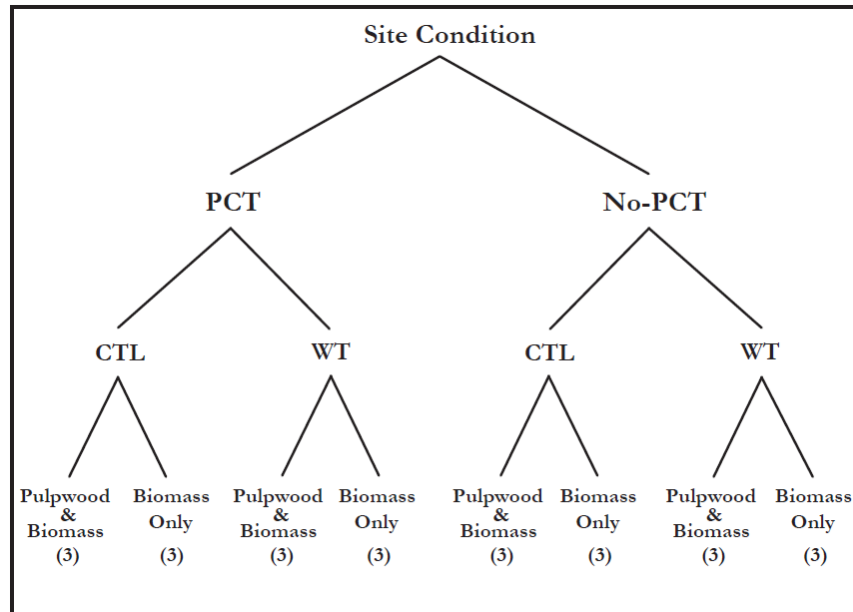 Site Condition
PCT No-PCT
CTL WT CTL WT
Pulpwood Biomass Pulpwood Biomass Pulpwood Biomass Pulpwood Biomass
& Only & Only & Only & Only
Biomass Biomass Biomass Biomass
(3) (3) (3) (3) (3) (3) (3) (3)